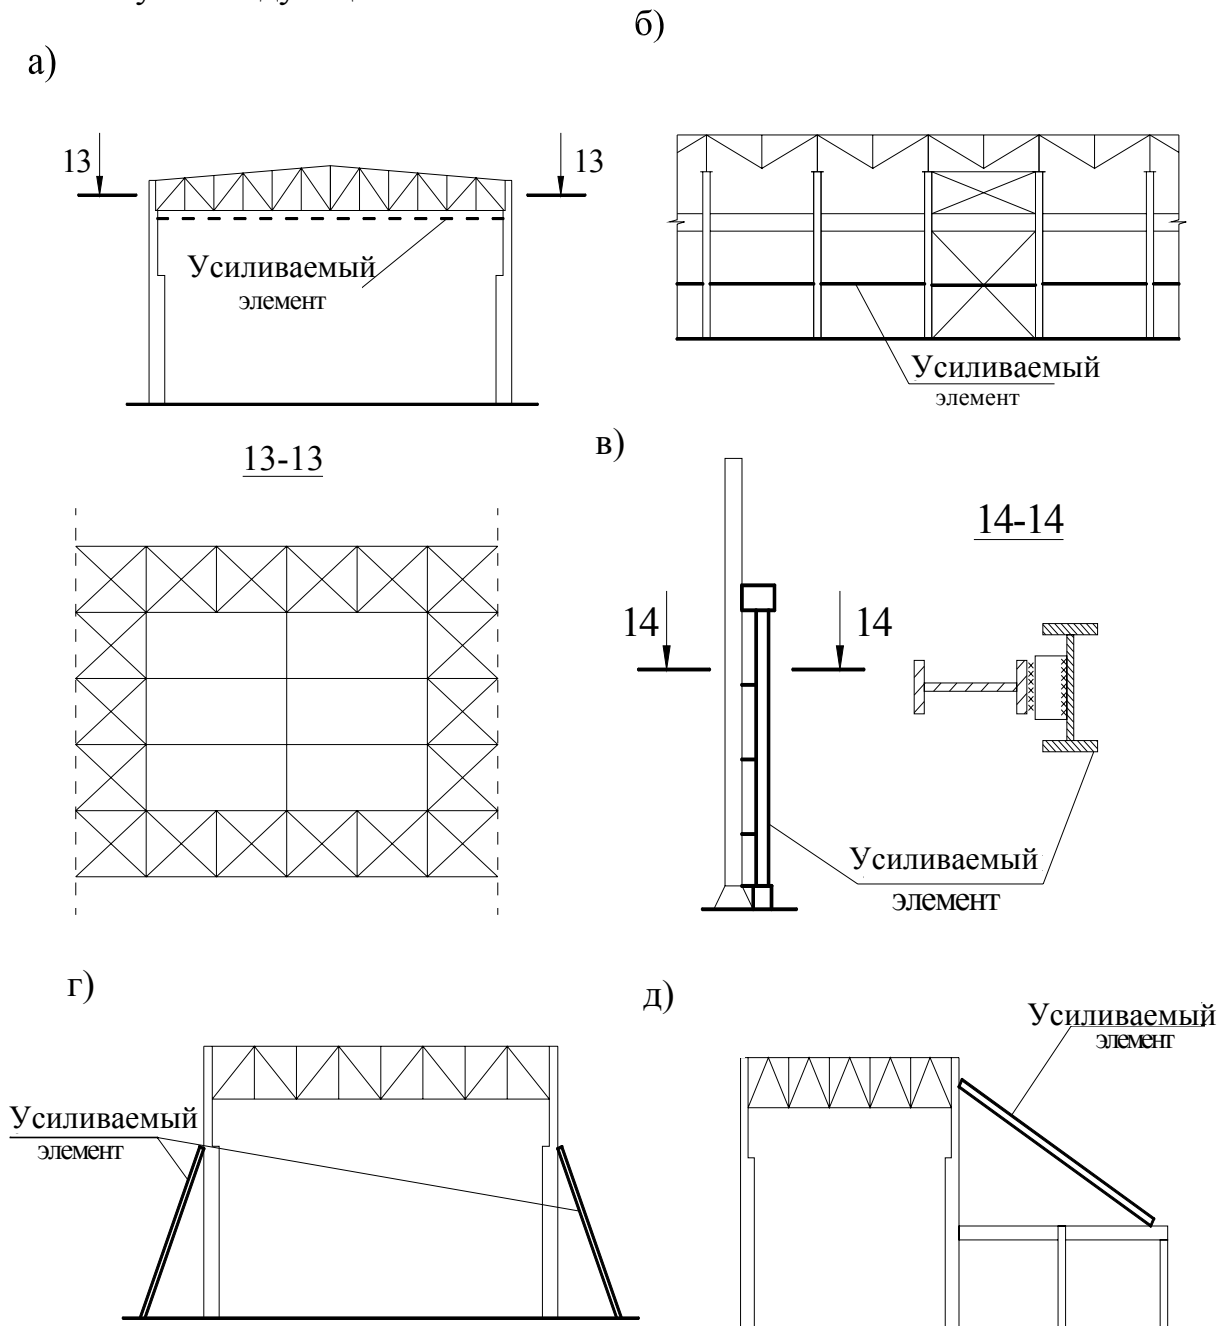 б)
а)
13
13
Усиливаемый
элемент
Усиливаемый
элемент
13-13
в)
14-14
14
14
Усиливаемый
элемент
г)
д)
Усиливаемый
элемент
Усиливаемый
элемент